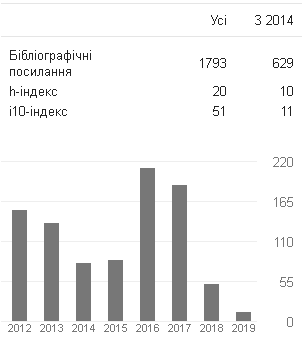 Усі З 2014
Бібліографічні
посилання 1793 629
h-індекс 20 10
i10-індекс 51 11
220
165
110
55
0
2012 2013 2014 2015 2016 2017 2018 2019